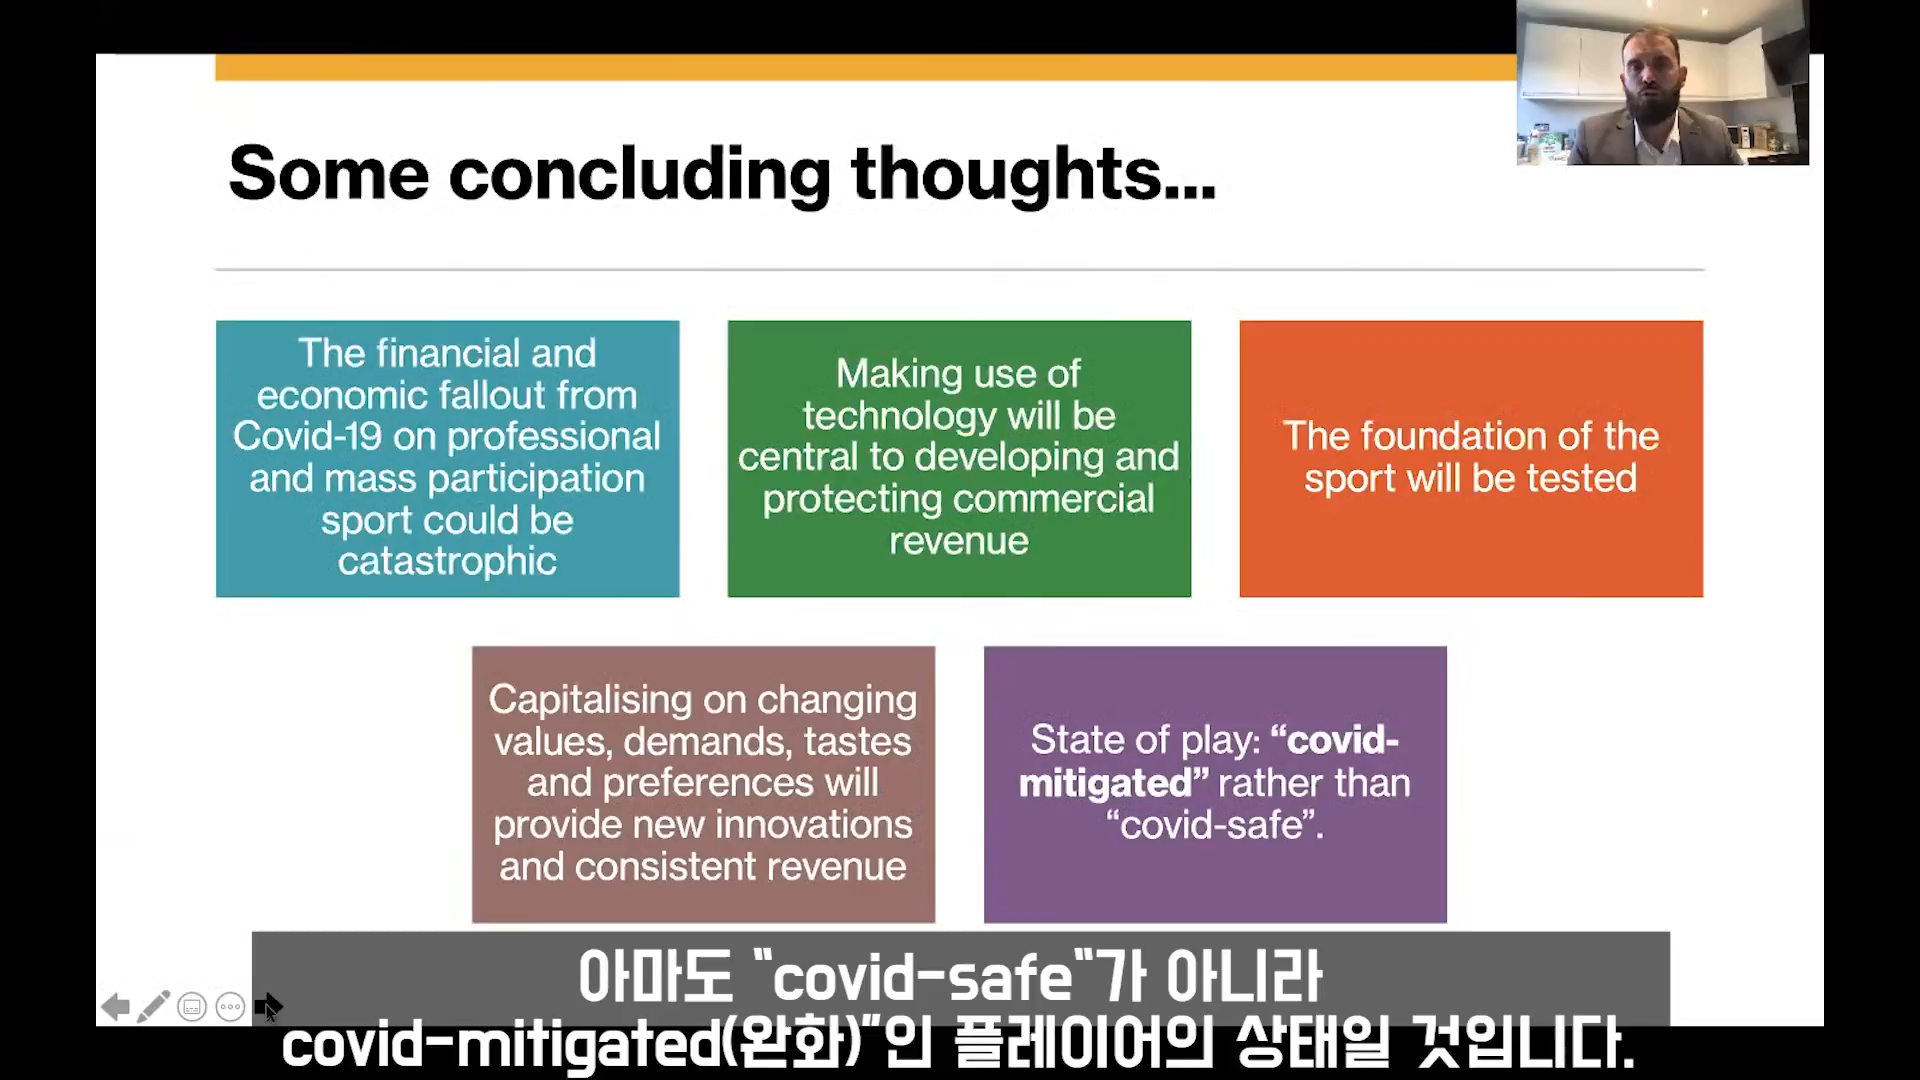 Some concluding thoughts...
The financial and
economic fallout from
Covid-19 on professional
and mass participation
sport could be
catastrophic
Making use of
technology will be
central to developing and
protecting commercial
revenue
The foundation of the
sport will be tested
Capitalising on changing
values, demands, tastes
and preferences will
provide new innovations
and consistent revenue
State of play: “covid-
mitigated” rather than
“covid-safe”.
아마도 "covid-safe"가 아니라
covid-mitigated(완화)"인 플레이어의 상태일 것입니다.